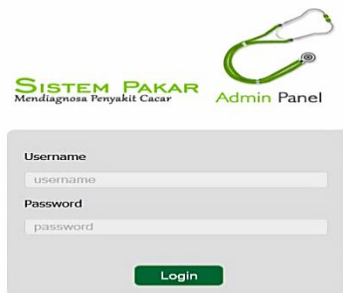 SISTEM PAKAR
Mendiagnosa Penyakit Cacar
Admin Panel
Username
username
Password
password
Login